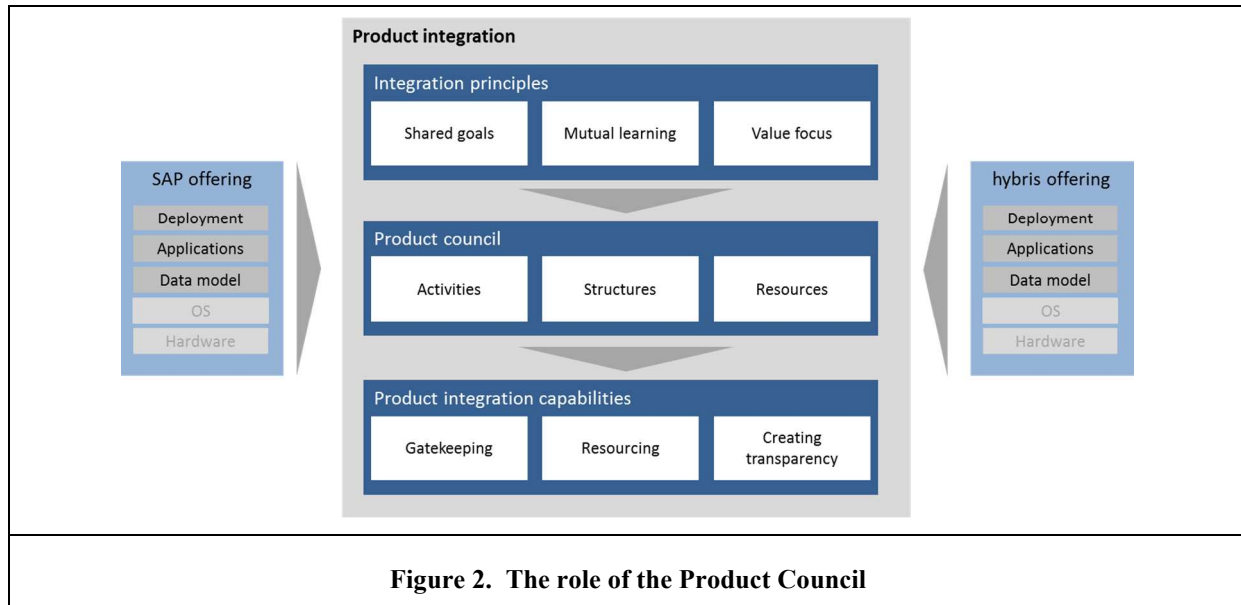 Product integration
Integration principles
Shared goals
Mutual learning
Value focus
SAP offering
Deployment
Applications
Data model
OS
Hardware
Product council
Activities
Structures
Resources
hybris offering
Deployment
Applications
Data model
OS
Hardware
Product integration capabilities
Gatekeeping
Resourcing
Creating
transparency
Figure 2.  The role of the Product Council